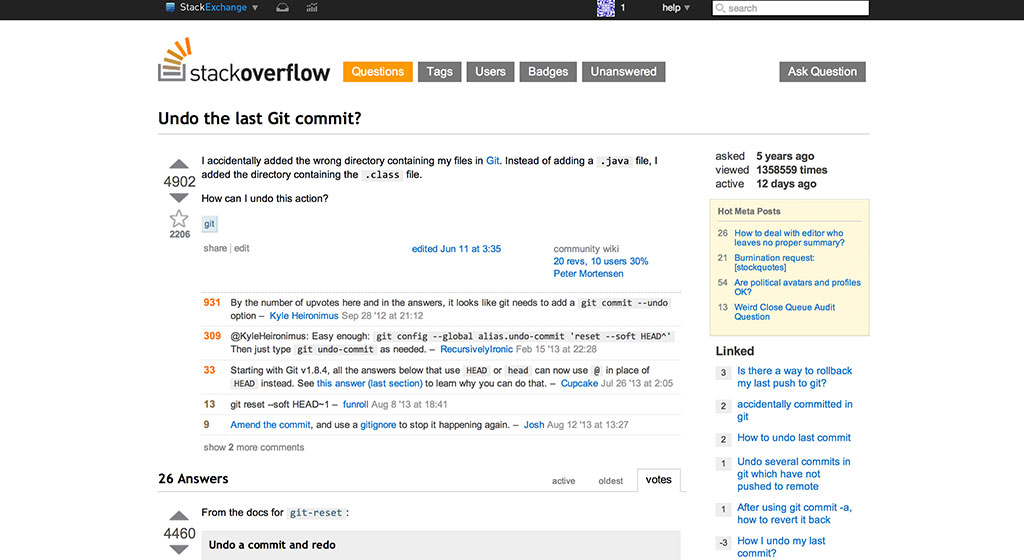 StackExchange
1
help
search
stackoverflow
Questions
Tags
Users
Badges
Unanswered
Ask Question
Undo the last Git commit?
4902
2206
I accidentally added the wrong directory containing my files in Git. Instead of adding a .java file, I
added the directory containing the .class file.
How can I undo this action?
git
share edit
edited Jun 11 at 3:35
community wiki
20 revs, 10 users 30%
Peter Mortensen
931 By the number of upvotes here and in the answers, it looks like git needs to add a git commit --undo
option – Kyle Heironimus Sep 28 '12 at 21:12
309 @KyleHeironimus: Easy enough: git config --global alias.undo-commit 'reset --soft HEAD^'
Then just type git undo-commit as needed. – RecursivelyIronic Feb 15 '13 at 22:28
33 Starting with Git v1.8.4, all the answers below that use HEAD or head can now use @ in place of
HEAD instead. See this answer (last section) to learn why you can do that. – Cupcake Jul 26 '13 at 2:05
13 git reset --soft HEAD~1 – funroll Aug 8 '13 at 18:41
9 Amend the commit, and use a gitignore to stop it happening again. – Josh Aug 12 '13 at 13:27
show 2 more comments
26 Answers
active
oldest
votes
4460
From the docs for git-reset:
Undo a commit and redo
asked 5 years ago
viewed 1358559 times
active 12 days ago
Hot Meta Posts
26 How to deal with editor who
leaves no proper summary?
21 Burnination request:
[stockquotes]
54 Are political avatars and profiles
OK?
13 Weird Close Queue Audit
Question
Linked
3 Is there a way to rollback
my last push to git?
2 accidentally committed in
git
2 How to undo last commit
1 Undo several commits in
git which have not
pushed to remote
1 After using git commit -a,
how to revert it back
-3 How I undo my last
commit?